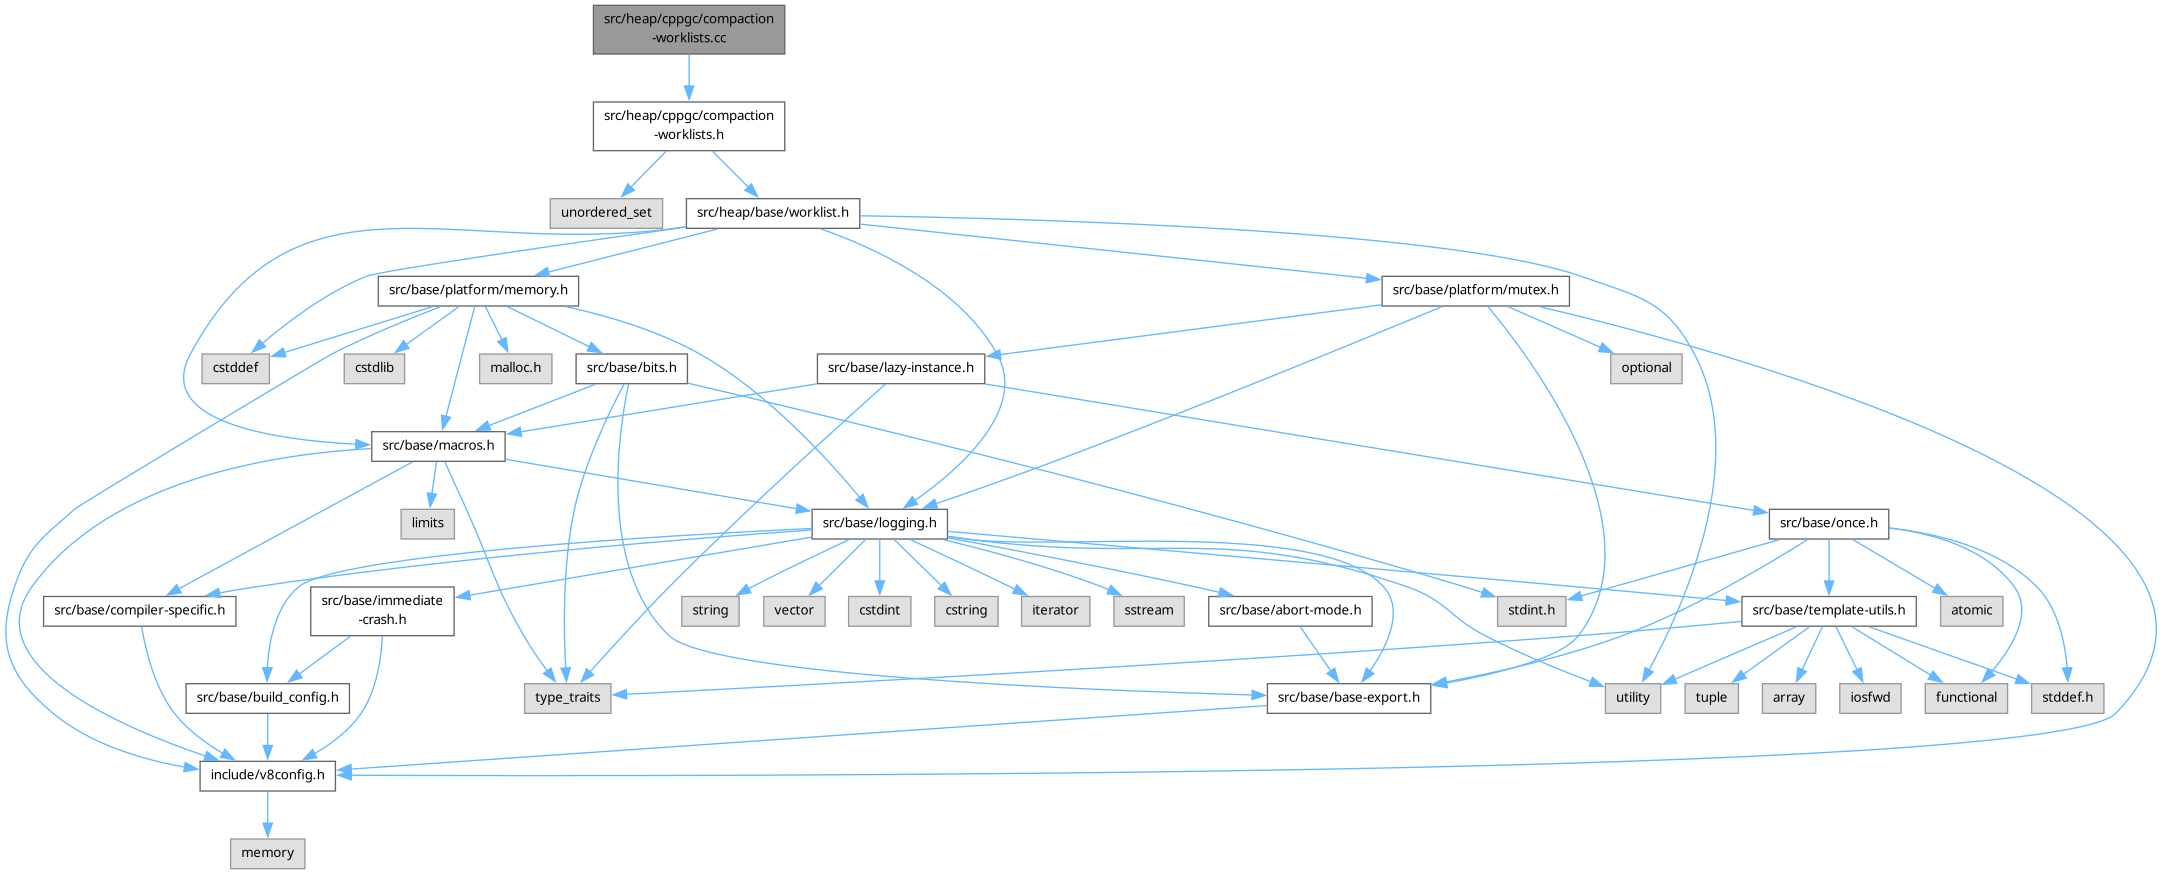 src/heap/cppgc/compaction
-worklists.cc
src/heap/cppgc/compaction
-worklists.h
unordered_set
src/heap/base/worklist.h
src/base/platform/memory.h
src/base/platform/mutex.h
cstddef
cstdlib
malloc.h
src/base/bits.h
src/base/lazy-instance.h
optional
src/base/macros.h
limits
src/base/logging.h
src/base/once.h
src/base/compiler-specific.h
src/base/immediate
-crash.h
string
vector
cstdint
cstring
iterator
sstream
src/base/abort-mode.h
stdint.h
src/base/template-utils.h
atomic
src/base/build_config.h
type_traits
src/base/base-export.h
utility
tuple
array
iosfwd
functional
stddef.h
include/v8config.h
memory